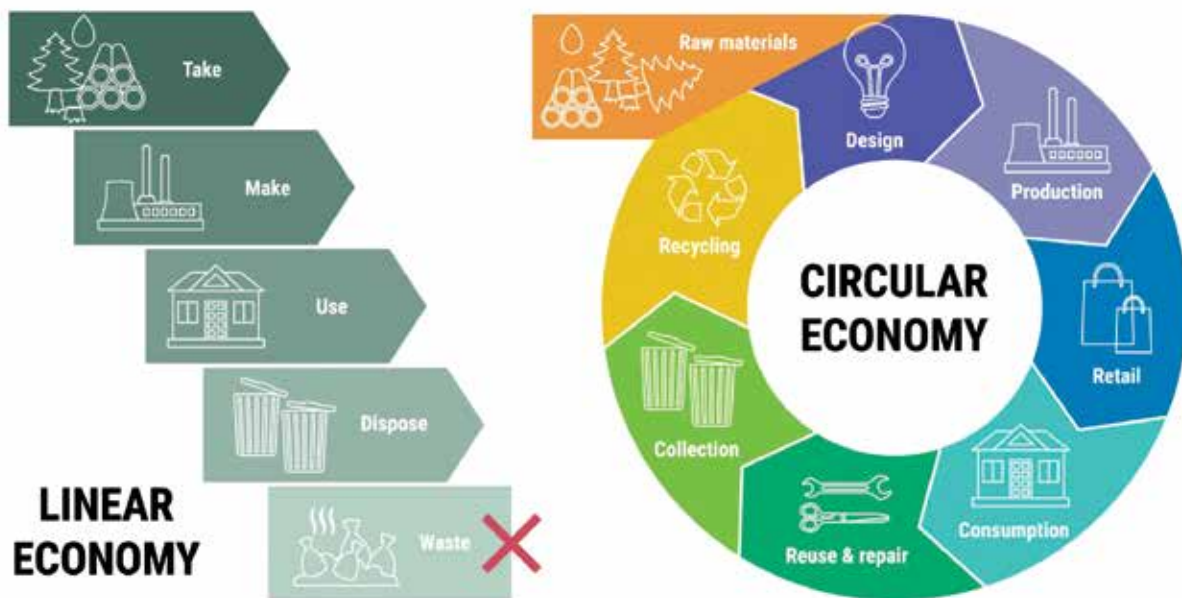 Take
Make
Use
Dispose
Waste
LINEAR
ECONOMY
Raw materials
Design
Production
Retail
Consumption
Reuse & repair
Collection
Recycling
CIRCULAR
ECONOMY